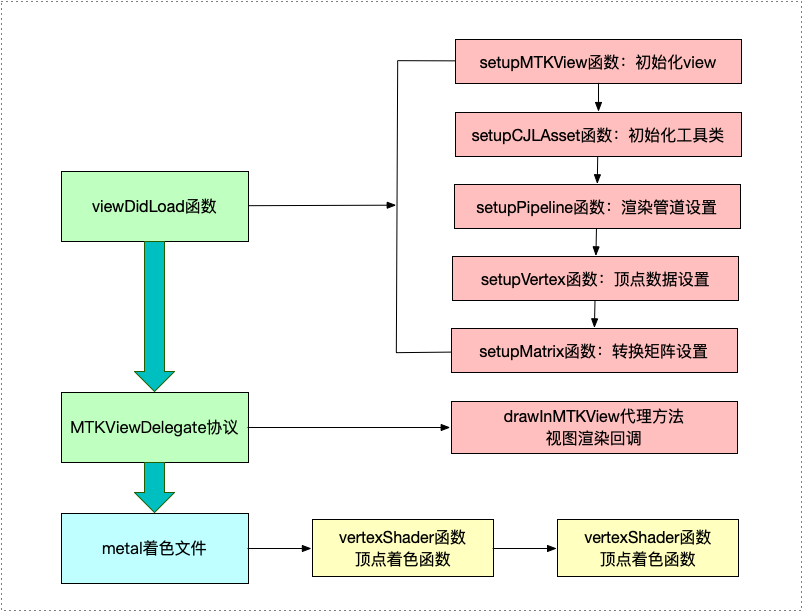 setupMTKView函数：初始化view
setupCJLAsset函数：初始化工具类
viewDidLoad函数
setupPipeline函数：渲染管道设置
setupVertex函数：顶点数据设置
setupMatrix函数：转换矩阵设置
MTKViewDelegate协议
drawInMTKView代理方法
视图渲染回调
metal着色文件
vertexShader函数
顶点着色函数
vertexShader函数
顶点着色函数